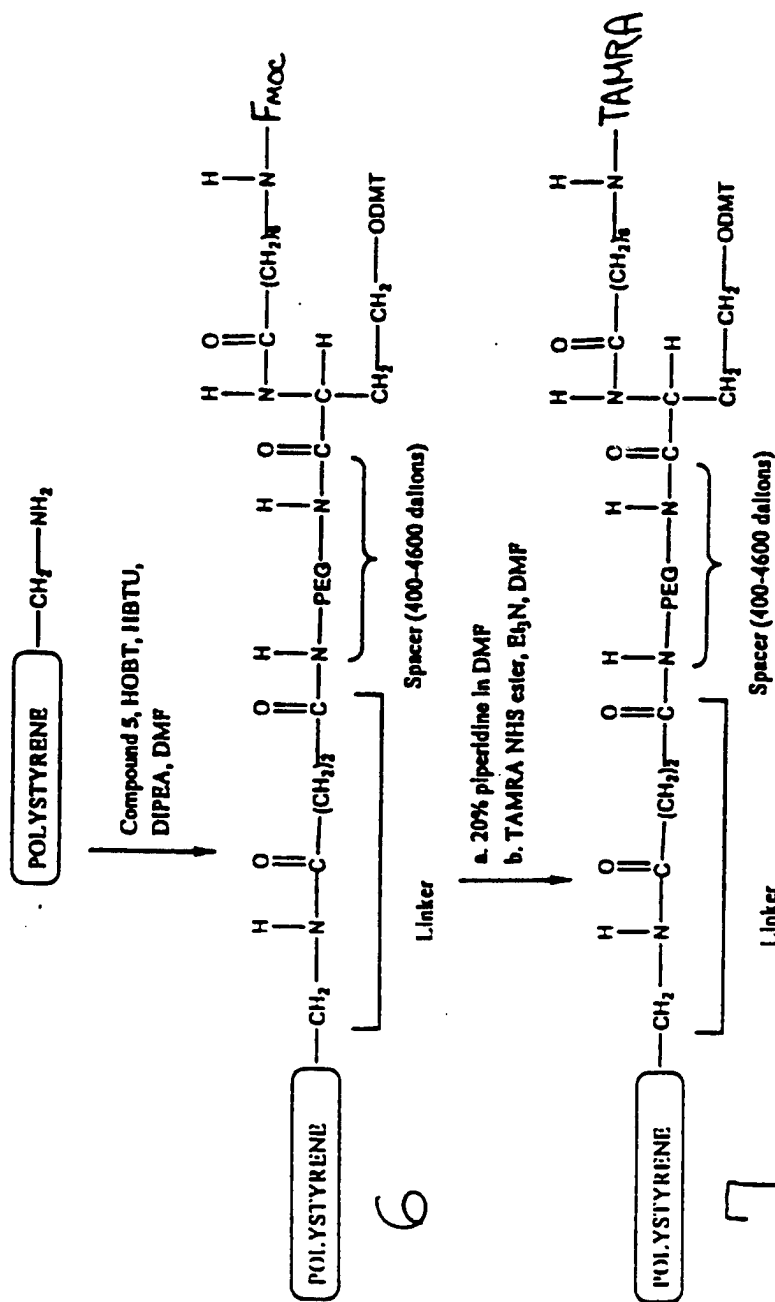 POLYSTYRENE —CH₂—NH₂
Compound 5, HOBT, HBTU,
DIPEA, DMF
POLYSTYRENE —CH₂—N(H)—C(=O)—(CH₂)₂—C(=O)—N(H)—PEG—N(H)—C(=O)—C(H)—N(H)—C(=O)—(CH₂)—N(H)—FMOC
CH₂—CH₂—ODMT
Linker
Spacer (400-4600 daltons)
6
a. 20% piperidine in DMF
b. TAMRA NHS ester, Et₃N, DMF
POLYSTYRENE —CH₂—N(H)—C(=O)—(CH₂)₂—C(=O)—N(H)—PEG—N(H)—C(=O)—C(H)—N(H)—C(=O)—(CH₂)—N(H)—TAMRA
CH₂—CH₂—ODMT
Linker
Spacer (400-4600 daltons)
7